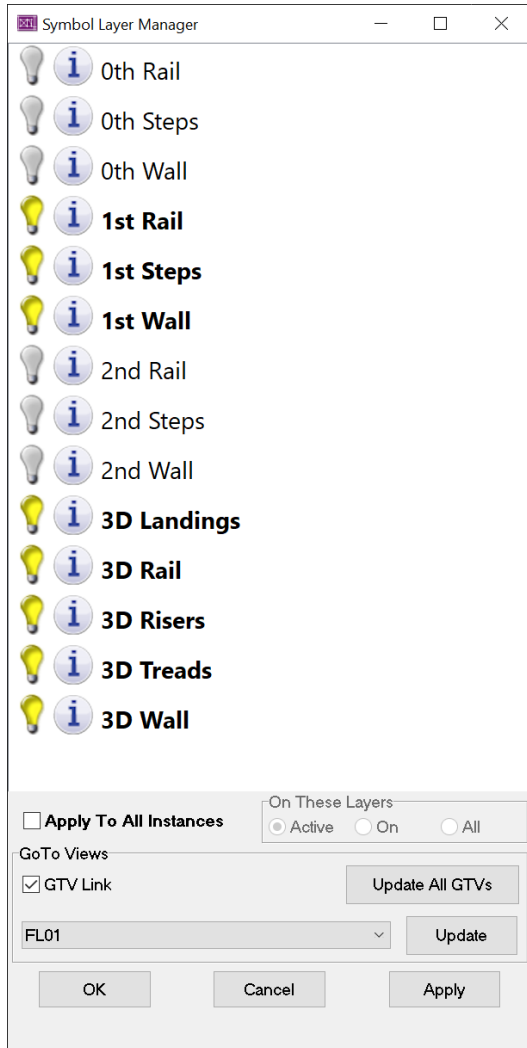 Symbol Layer Manager
0th Rail
0th Steps
0th Wall
1st Rail
1st Steps
1st Wall
2nd Rail
2nd Steps
2nd Wall
3D Landings
3D Rail
3D Risers
3D Treads
3D Wall
Apply To All Instances
On These Layers
Active On All
GoTo Views
GTV Link
Update All GTVs
FL01
Update
OK Cancel Apply